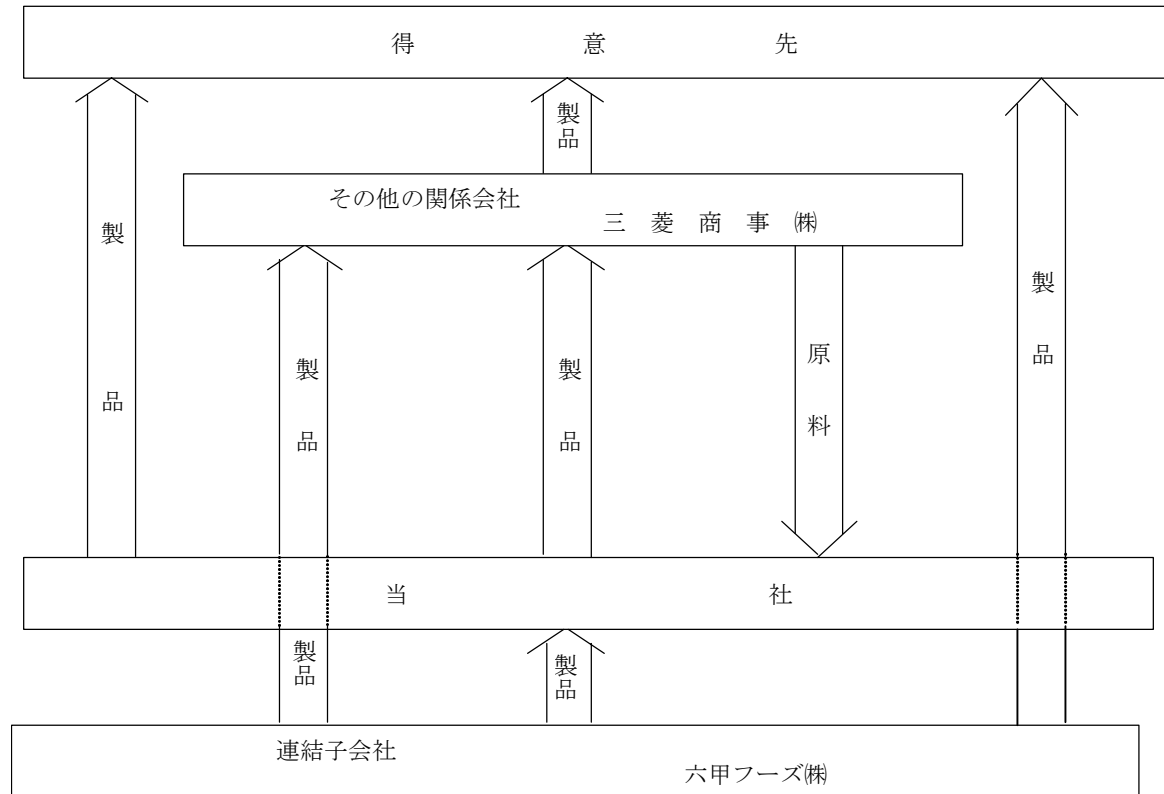 得意先
製品
その他の関係会社
三菱商事㈱
製品
製品
製品
原料
製品
当社
製品
製品
連結子会社
六甲フーズ㈱